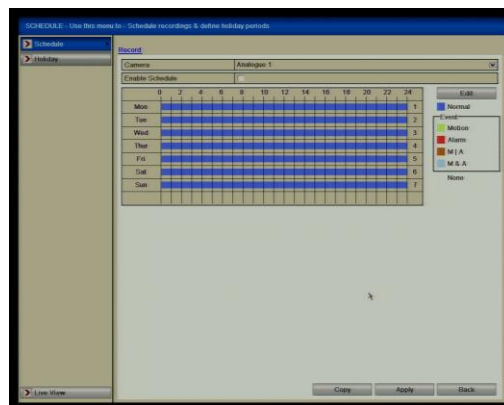 SCHEDULE - Use this menu to - Schedule recordings & define holiday periods
Schedule
Holiday
Record
Camera Analogue 1
Enable Schedule
0 2 4 6 8 10 12 14 16 18 20 22 24
Edit
Mon 1
Tue 2
Wed 3
Thur 4
Fri 5
Sat 6
Sun 7
Normal
Event
Motion
Alarm
M | A
M & A
None
Live View
Copy Apply Back